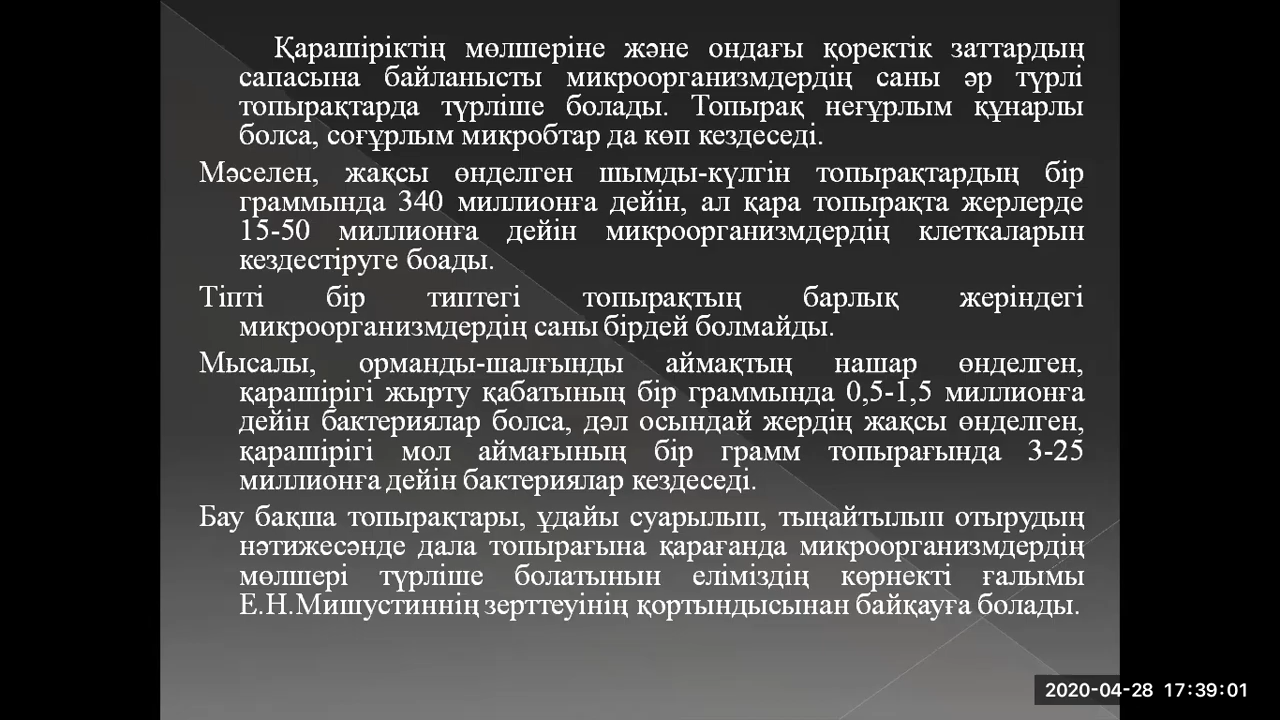 Қарашіріктің мөлшеріне және ондағы қоректік заттардың
сапасына байланысты микроорганизмдердің саны әр түрлі
топырақтарда түрліше болады. Топырақ неғұрлым құнарлы
болса, соғұрлым микробтар да көп кездеседі.
Мәселен, жақсы өнделген шымды-күлгін топырақтардың бір
граммында 340 миллионға дейін, ал қара топырақта жерлерде
15-50 миллионға дейін микроорганизмдердің клеткаларын
кездестіруге боады.
Тіпті бір типтегі топырақтың барлық жеріндегі
микроорганизмдердің саны бірдей болмайды.
Мысалы, орманды-шалғынды аймақтың нашар өнделген,
қарашірігі жырту қабатының бір граммында 0,5-1,5 миллионға
дейін бактериялар болса, дәл осындай жердің жақсы өнделген,
қарашірігі мол аймағының бір грамм топырағында 3-25
миллионға дейін бактериялар кездеседі.
Бау бақша топырақтары, ұдайы суарылып, тыңайтылып отырудың
нәтижесәнде дала топырағына қарағанда микроорганизмдердің
мөлшері түрліше болатынын еліміздің көрнекті ғалымы
Е.Н.Мишустиннің зерттеуінің қортындысынан байқауға болады.
2020-04-28 17:39:01